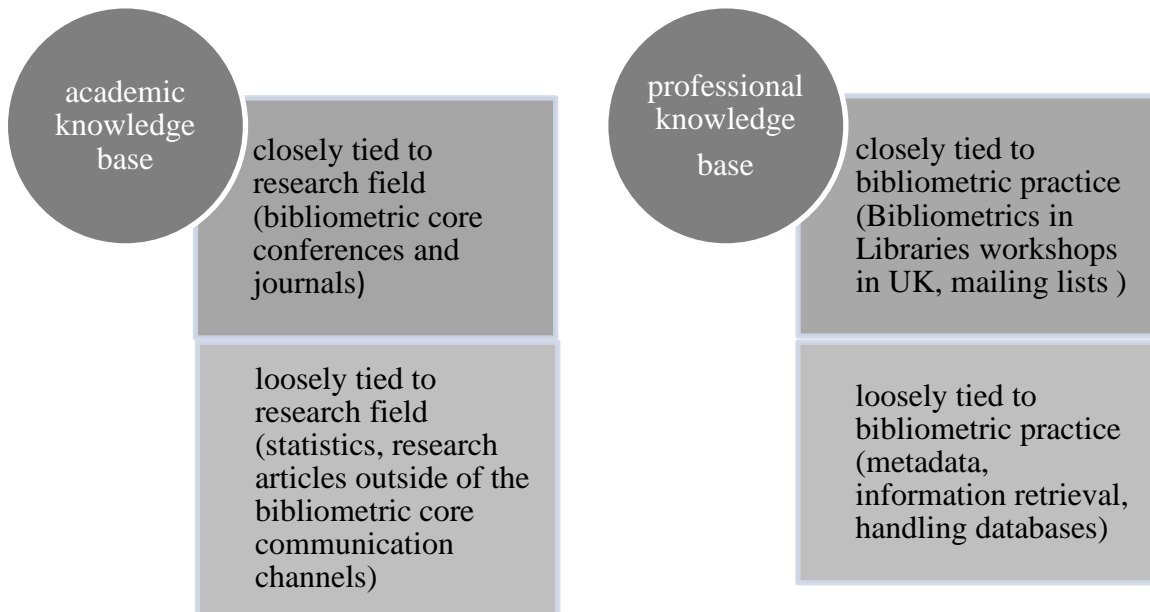 academic
knowledge
base
closely tied to
research field
(bibliometric core
conferences and
journals)
loosely tied to
research field
(statistics, research
articles outside of the
bibliometric core
communication
channels)
professional
knowledge
base
closely tied to
bibliometric practice
(Bibliometrics in
Libraries workshops
in UK, mailing lists )
loosely tied to
bibliometric practice
(metadata,
information retrieval,
handling databases)